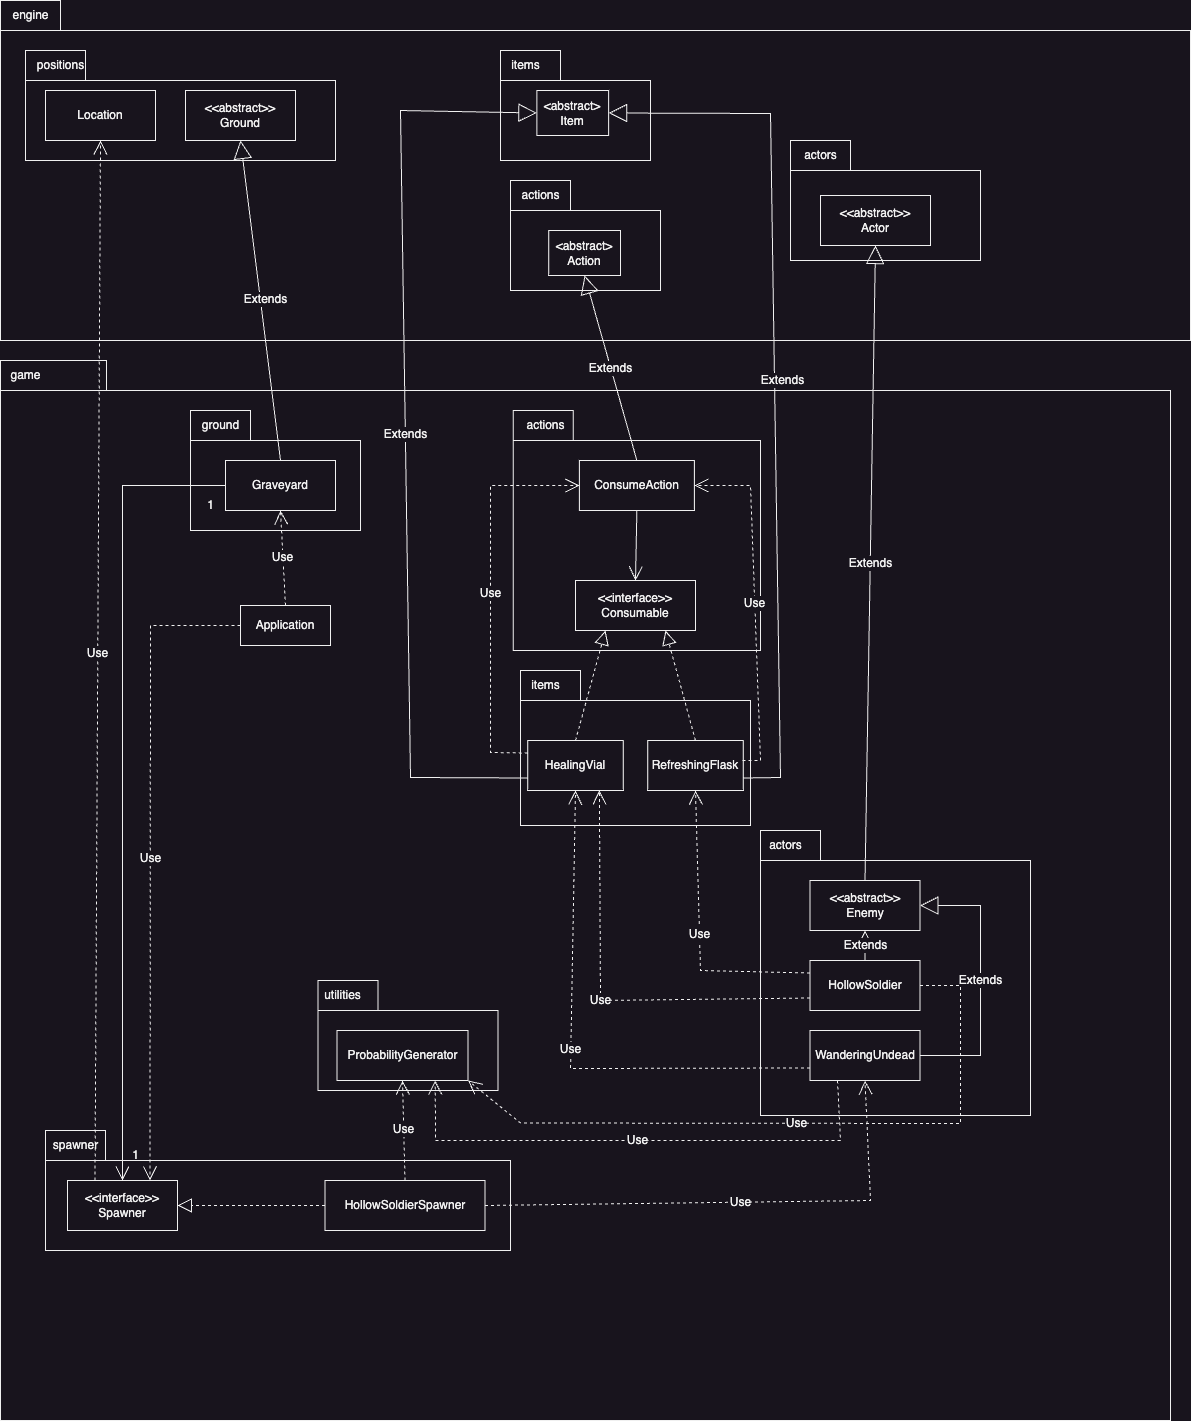 engine
positions
items
Location
<<abstract>>
Ground
<abstract>
Item
actors
actions
<<abstract>>
Actor
<abstract>
Action
Extends
Extends
Extends
game
ground
actions
Extends
Graveyard
ConsumeAction
1
Use
Extends
Use
<<interface>>
Consumable
Use
Application
Use
items
HealingVial
RefreshingFlask
actors
Use
<<abstract>>
Enemy
Use
Extends
Extends
HollowSoldier
utilities
Use
Use
ProbabilityGenerator
WanderingUndead
Use
Use
Use
spawner
1
<<interface>>
Spawner
HollowSoldierSpawner
Use